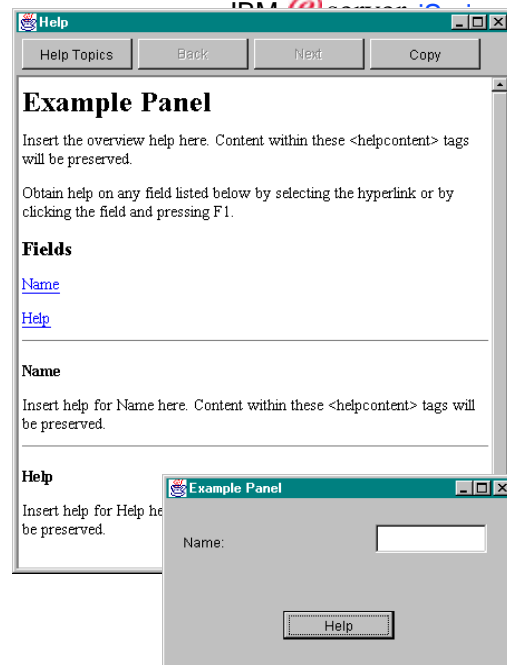 Help
Help Topics Back Next Copy
Example Panel
Insert the overview help here. Content within these <helpcontent> tags
will be preserved.
Obtain help on any field listed below by selecting the hyperlink or by
clicking the field and pressing F1.
Fields
Name
Help
Name
Insert help for Name here. Content within these <helpcontent> tags will
be preserved.
Help
Insert help for Help he
be preserved.
Example Panel
Name:
Help